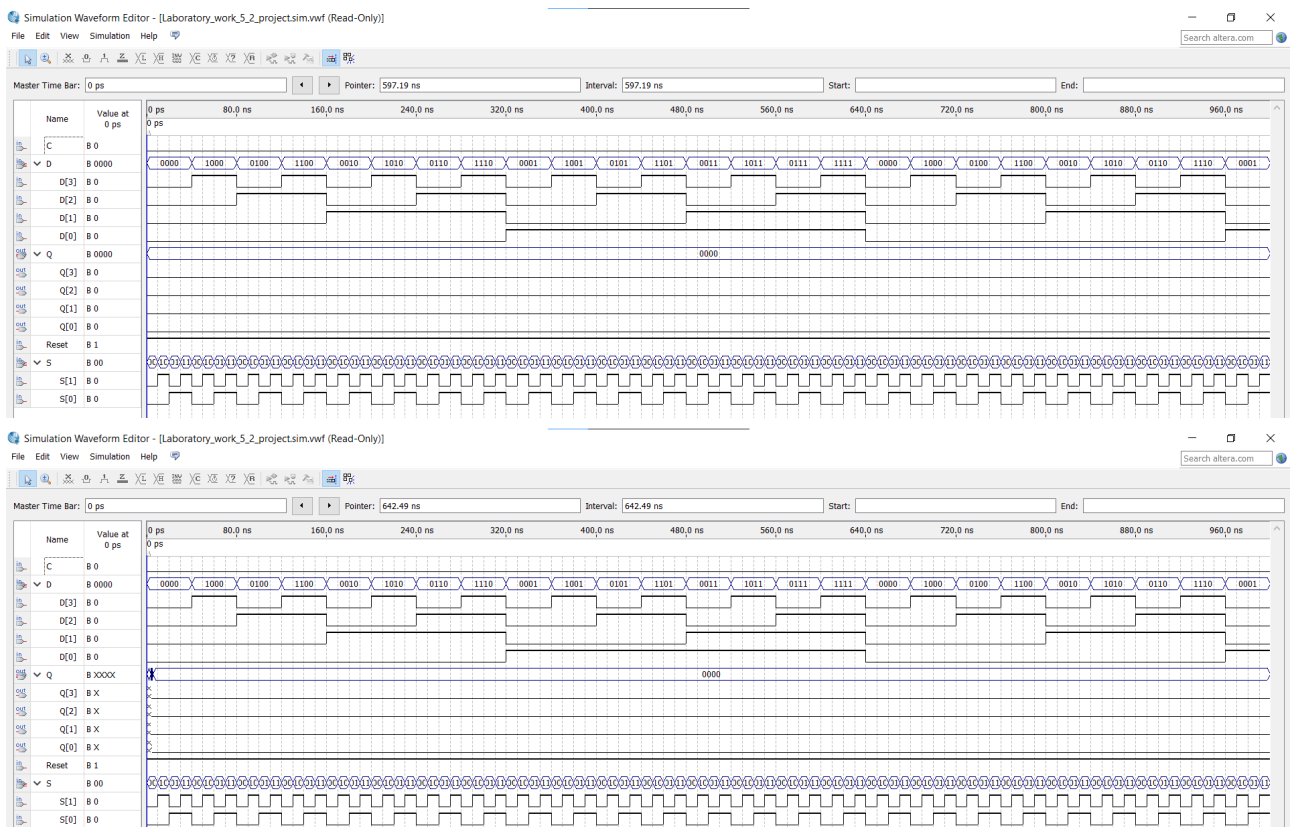 Simulation Waveform Editor - [Laboratory_work_5_2_project.sim.vwf (Read-Only)]
File Edit View Simulation Help
Search altera.com
Master Time Bar: 0 ps Pointer: 597.19 ns Interval: 597.19 ns Start: End:
Name Value at 0 ps
0 ps 80.0 ns 160.0 ns 240.0 ns 320.0 ns 400.0 ns 480.0 ns 560.0 ns 640.0 ns 720.0 ns 800.0 ns 880.0 ns 960.0 ns
0 ps
C B 0
D B 0000 0000 1000 0100 1100 0010 1010 0110 1110 0001 1001 0101 1101 0011 1011 0111 1111 0000 1000 0100 1100 0010 1010 0110 1110 0001
D[3] B 0
D[2] B 0
D[1] B 0
D[0] B 0
Q B 0000 0000
Q[3] B 0
Q[2] B 0
Q[1] B 0
Q[0] B 0
Reset B 1
S B 00
S[1] B 0
S[0] B 0
Simulation Waveform Editor - [Laboratory_work_5_2_project.sim.vwf (Read-Only)]
File Edit View Simulation Help
Search altera.com
Master Time Bar: 0 ps Pointer: 642.49 ns Interval: 642.49 ns Start: End:
Name Value at 0 ps
0 ps 80.0 ns 160.0 ns 240.0 ns 320.0 ns 400.0 ns 480.0 ns 560.0 ns 640.0 ns 720.0 ns 800.0 ns 880.0 ns 960.0 ns
0 ps
C B 0
D B 0000 0000 1000 0100 1100 0010 1010 0110 1110 0001 1001 0101 1101 0011 1011 0111 1111 0000 1000 0100 1100 0010 1010 0110 1110 0001
D[3] B 0
D[2] B 0
D[1] B 0
D[0] B 0
Q B XXXX 0000
Q[3] B X
Q[2] B X
Q[1] B X
Q[0] B X
Reset B 1
S B 00
S[1] B 0
S[0] B 0